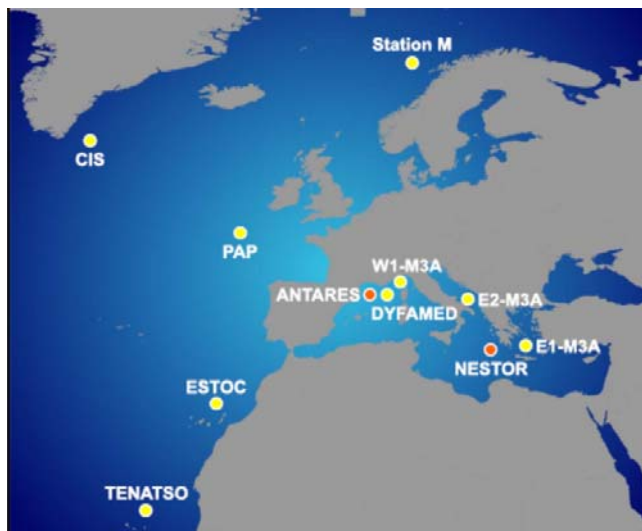 Station M
CIS
PAP
W1-M3A
ANTARES
DYFAMED
E2-M3A
E1-M3A
NESTOR
ESTOC
TENATSO